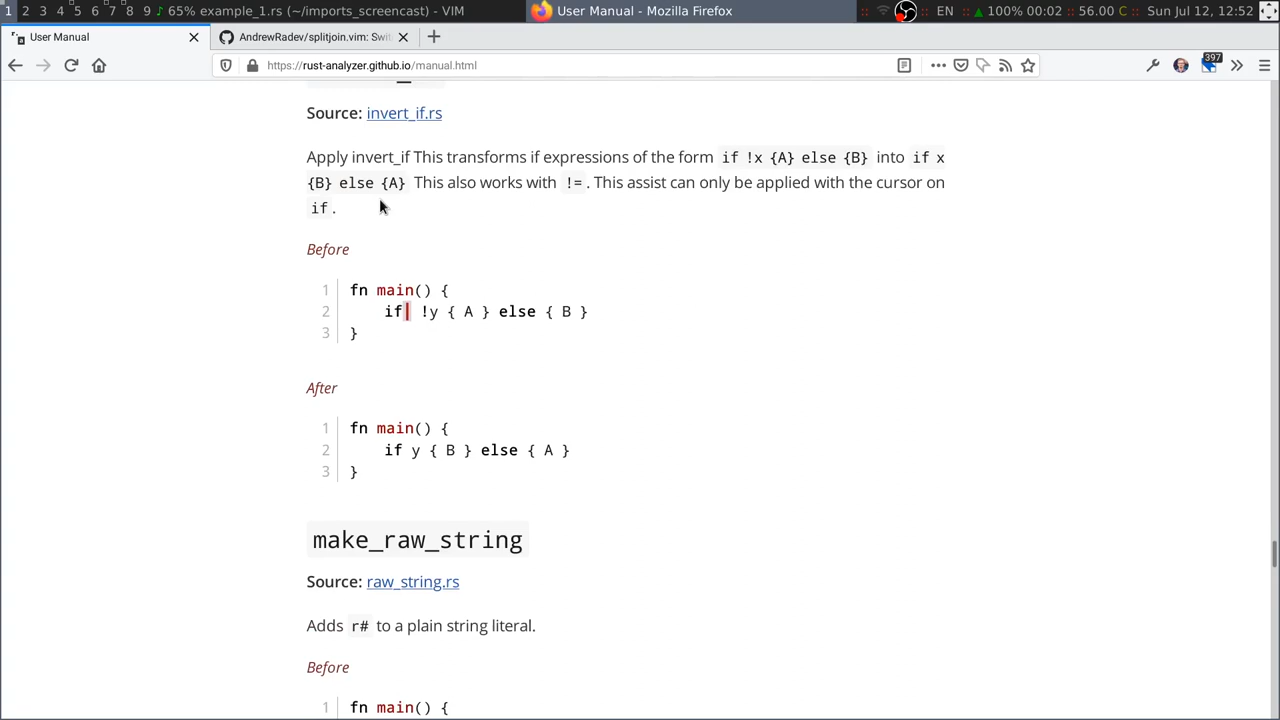 1 2 3 4 5 6 7 8 9 65% example_1.rs (~/imports_screencast) - VIM User Manual - Mozilla Firefox :: :: EN :: ▲ 100% 00:02 :: 56.00 C :: Sun Jul 12, 12:52
User Manual AndrewRadev/splitjoin.vim: Swit
https://rust-analyzer.github.io/manual.html 397
Source: invert_if.rs
Apply invert_if This transforms if expressions of the form if !x {A} else {B} into if x
{B} else {A} This also works with !=. This assist can only be applied with the cursor on
if.
Before
1 fn main() {
2 if !y { A } else { B }
3 }
After
1 fn main() {
2 if y { B } else { A }
3 }
make_raw_string
Source: raw_string.rs
Adds r# to a plain string literal.
Before
1 fn main() {